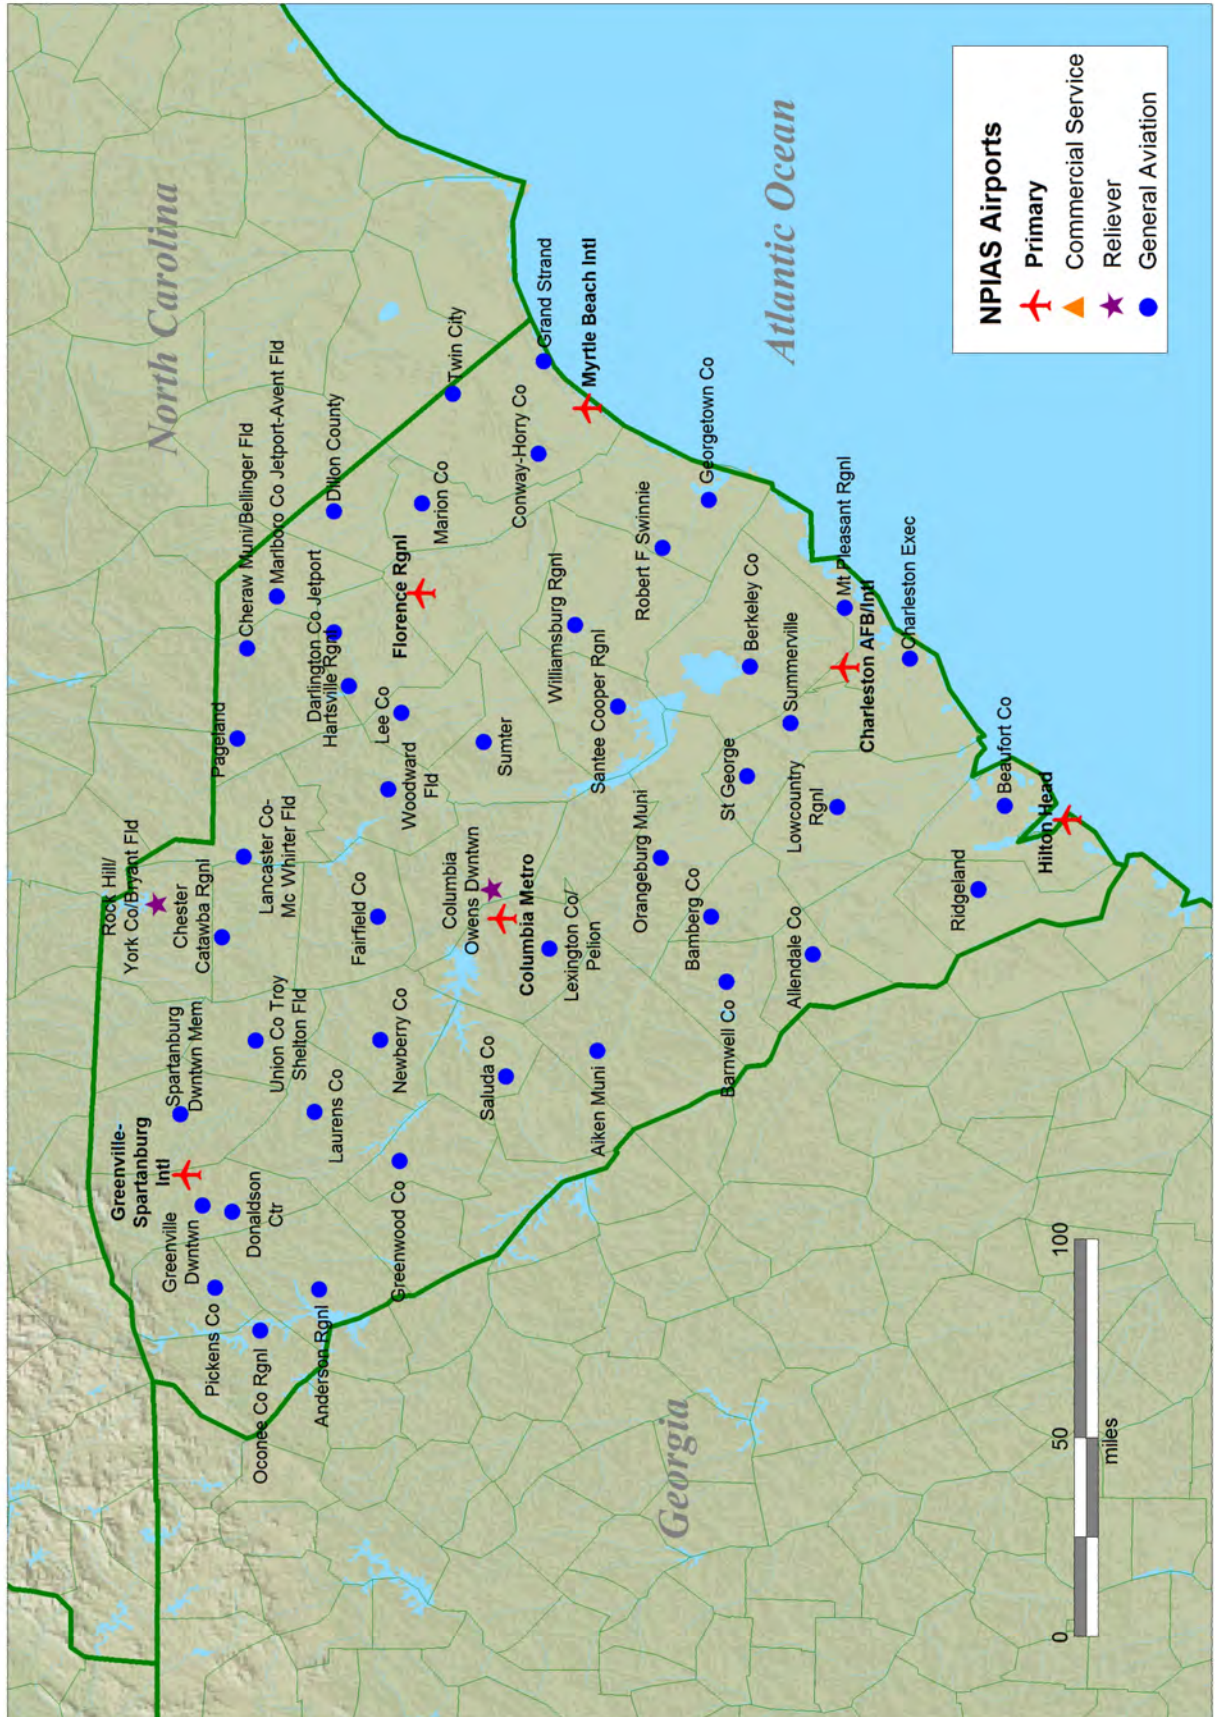 North Carolina
Rock Hill/
York Co/Bryant Fld
Chester
Catawba Rgnl
Lancaster Co-
Mc Whirter Fld
Pageland
Cheraw Muni/Bellinger Fld
Marlboro Co Jetport-Avent Fld
Greenville-
Spartanburg
Intl
Spartanburg
Dwntwn Mem
Greenville
Dwntwn
Donaldson
Ctr
Pickens Co
Oconee Co Rgnl
Anderson Rgnl
Union Co Troy
Shelton Fld
Laurens Co
Greenwood Co
Newberry Co
Fairfield Co
Darlington Co Jetport
Hartsville Rgnl
Dillon County
Lee Co
Woodward
Fld
Florence Rgnl
Marion Co
Twin City
Columbia
Owens Dwntwn
Columbia Metro
Lexington Co/
Pelion
Saluda Co
Sumter
Conway-Horry Co
Grand Strand
Myrtle Beach Intl
Aiken Muni
Williamsburg Rgnl
Santee Cooper Rgnl
Robert F Swinnie
Georgetown Co
Orangeburg Muni
Bamberg Co
Barnwell Co
Allendale Co
St George
Berkeley Co
Summerville
Lowcountry
Rgnl
Mt Pleasant Rgnl
Charleston AFB/Intl
Charleston Exec
Beaufort Co
Ridgeland
Hilton Head
Georgia
Atlantic Ocean
NPIAS Airports
Primary
Commercial Service
Reliever
General Aviation
0 50 100
miles